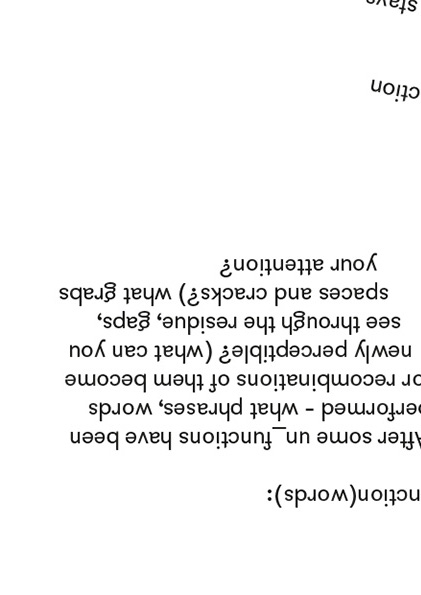 nction(words):
After some un_functions have been
performed - what phrases, words
or recombinations of them become
newly perceptible? (what can you
see through the residue, gaps,
spaces and cracks?) what grabs
your attention?
ction
stays